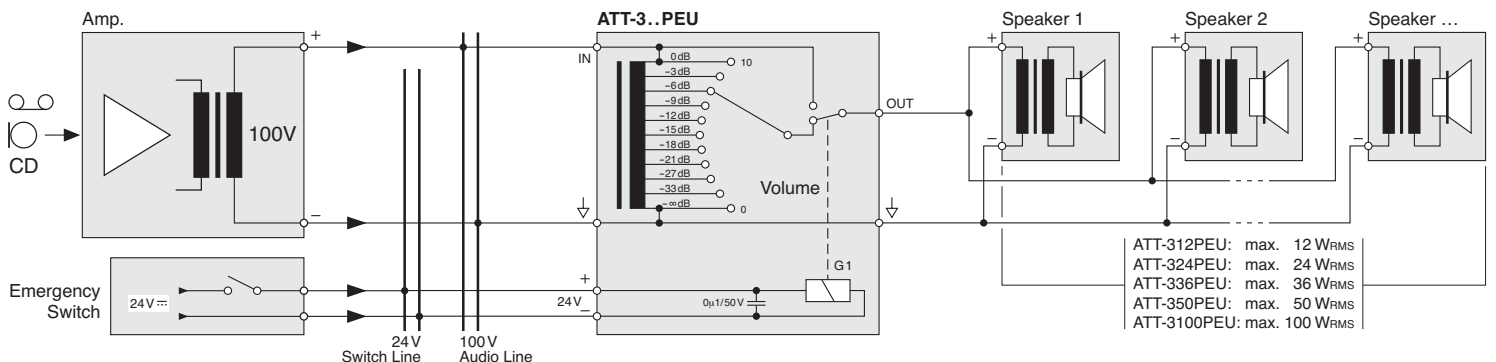 Amp.
CD
100V
+
−
Emergency
Switch
24V
24V
Switch Line
100V
Audio Line
ATT-3..PEU
IN
0dB
−3dB
−6dB
−9dB
−12dB
−15dB
−18dB
−21dB
−27dB
−33dB
−∞dB
10
0
Volume
OUT
+
24V
−
0µ1/50V
G1
Speaker 1
+
−
Speaker 2
+
−
Speaker ...
+
−
ATT-312PEU: max. 12 WRMS
ATT-324PEU: max. 24 WRMS
ATT-336PEU: max. 36 WRMS
ATT-350PEU: max. 50 WRMS
ATT-3100PEU: max. 100 WRMS